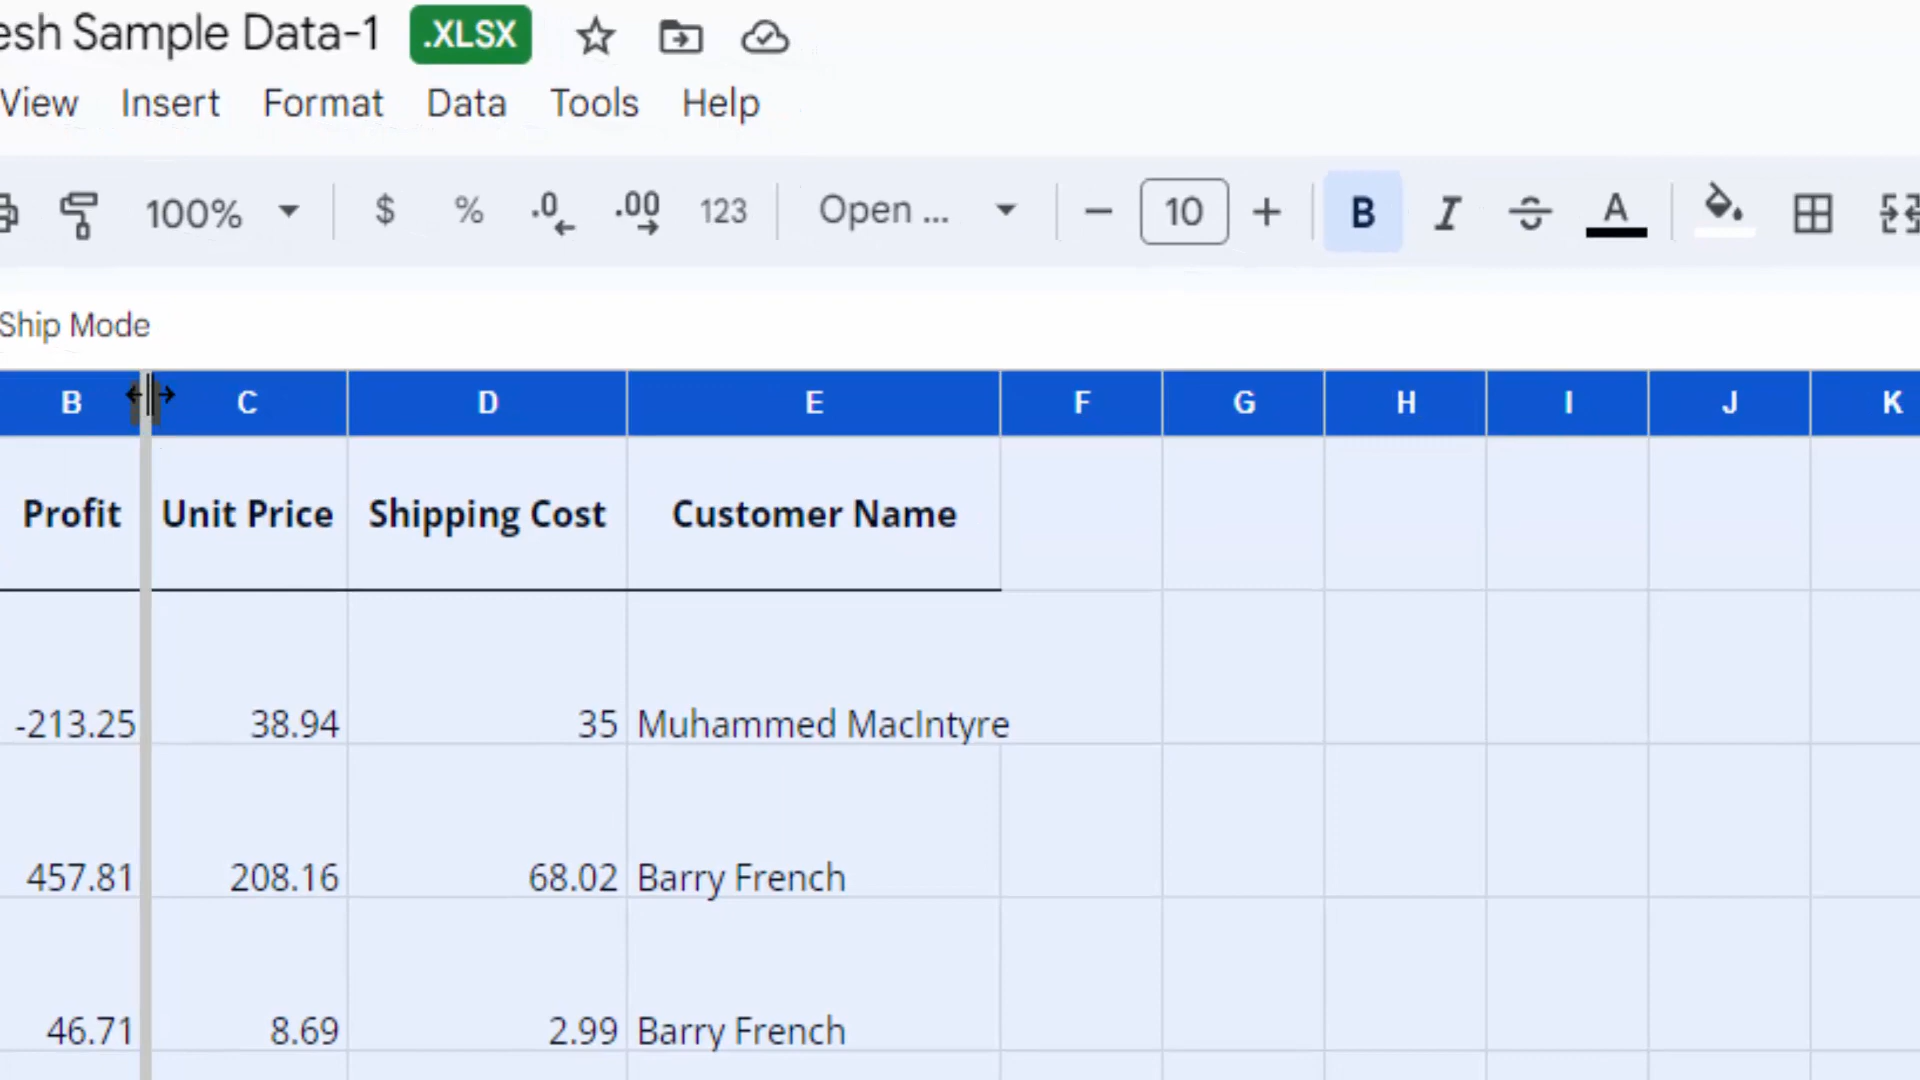 esh Sample Data-1 .XLSX
View Insert Format Data Tools Help
100% $ % .0 .00 123 Open ... 10 B I S A
Ship Mode
B C D E F G H I J K
Profit Unit Price Shipping Cost Customer Name
-213.25 38.94 35 Muhammed MacIntyre
457.81 208.16 68.02 Barry French
46.71 8.69 2.99 Barry French